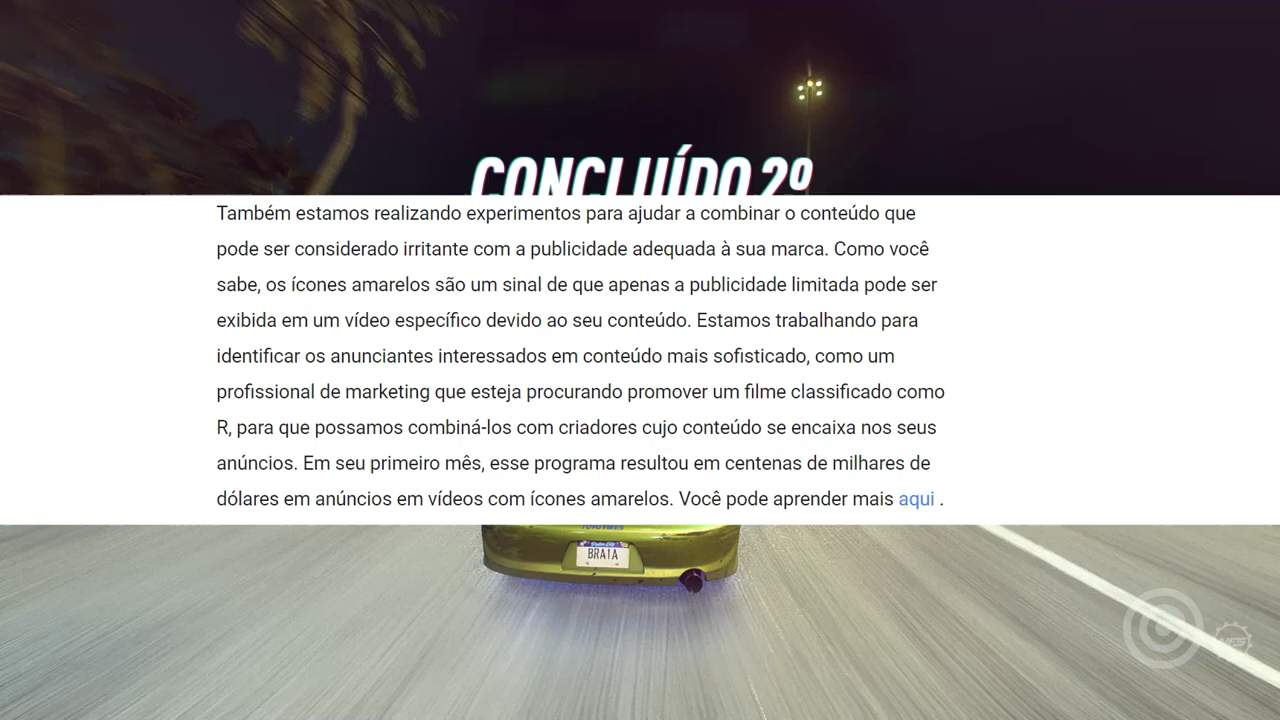 CONCLUÍDO 2º
Também estamos realizando experimentos para ajudar a combinar o conteúdo que
pode ser considerado irritante com a publicidade adequada à sua marca. Como você
sabe, os ícones amarelos são um sinal de que apenas a publicidade limitada pode ser
exibida em um vídeo específico devido ao seu conteúdo. Estamos trabalhando para
identificar os anunciantes interessados em conteúdo mais sofisticado, como um
profissional de marketing que esteja procurando promover um filme classificado como
R, para que possamos combiná-los com criadores cujo conteúdo se encaixa nos seus
anúncios. Em seu primeiro mês, esse programa resultou em centenas de milhares de
dólares em anúncios em vídeos com ícones amarelos. Você pode aprender mais aqui .
BRAIA